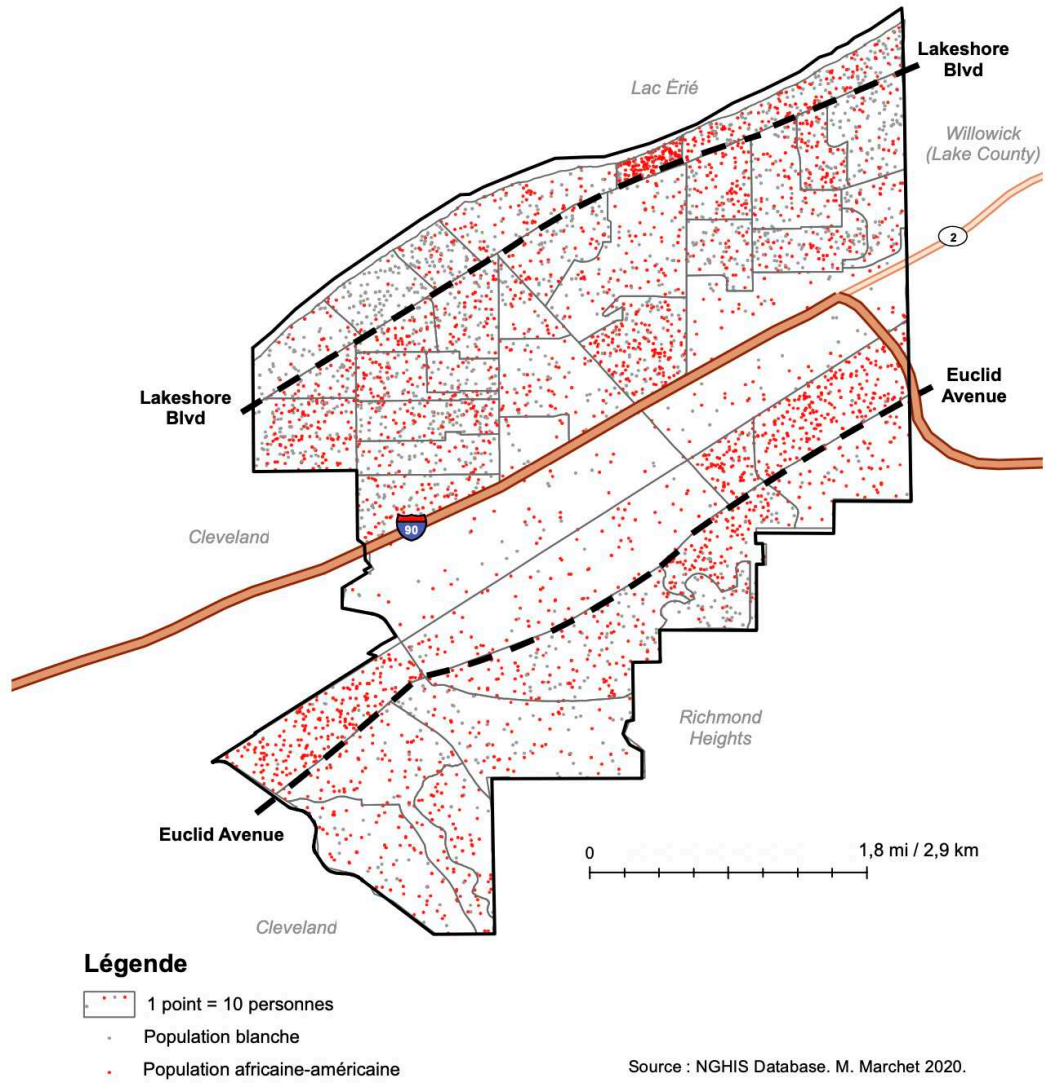 Lakeshore
Blvd
Lac Érié
Willowick
(Lake County)
2
Euclid
Avenue
Lakeshore
Blvd
Cleveland
90
Richmond
Heights
Euclid Avenue
0
1,8 mi / 2,9 km
Cleveland
Légende
1 point = 10 personnes
Population blanche
Population africaine-américaine
Source : NGHIS Database. M. Marchet 2020.